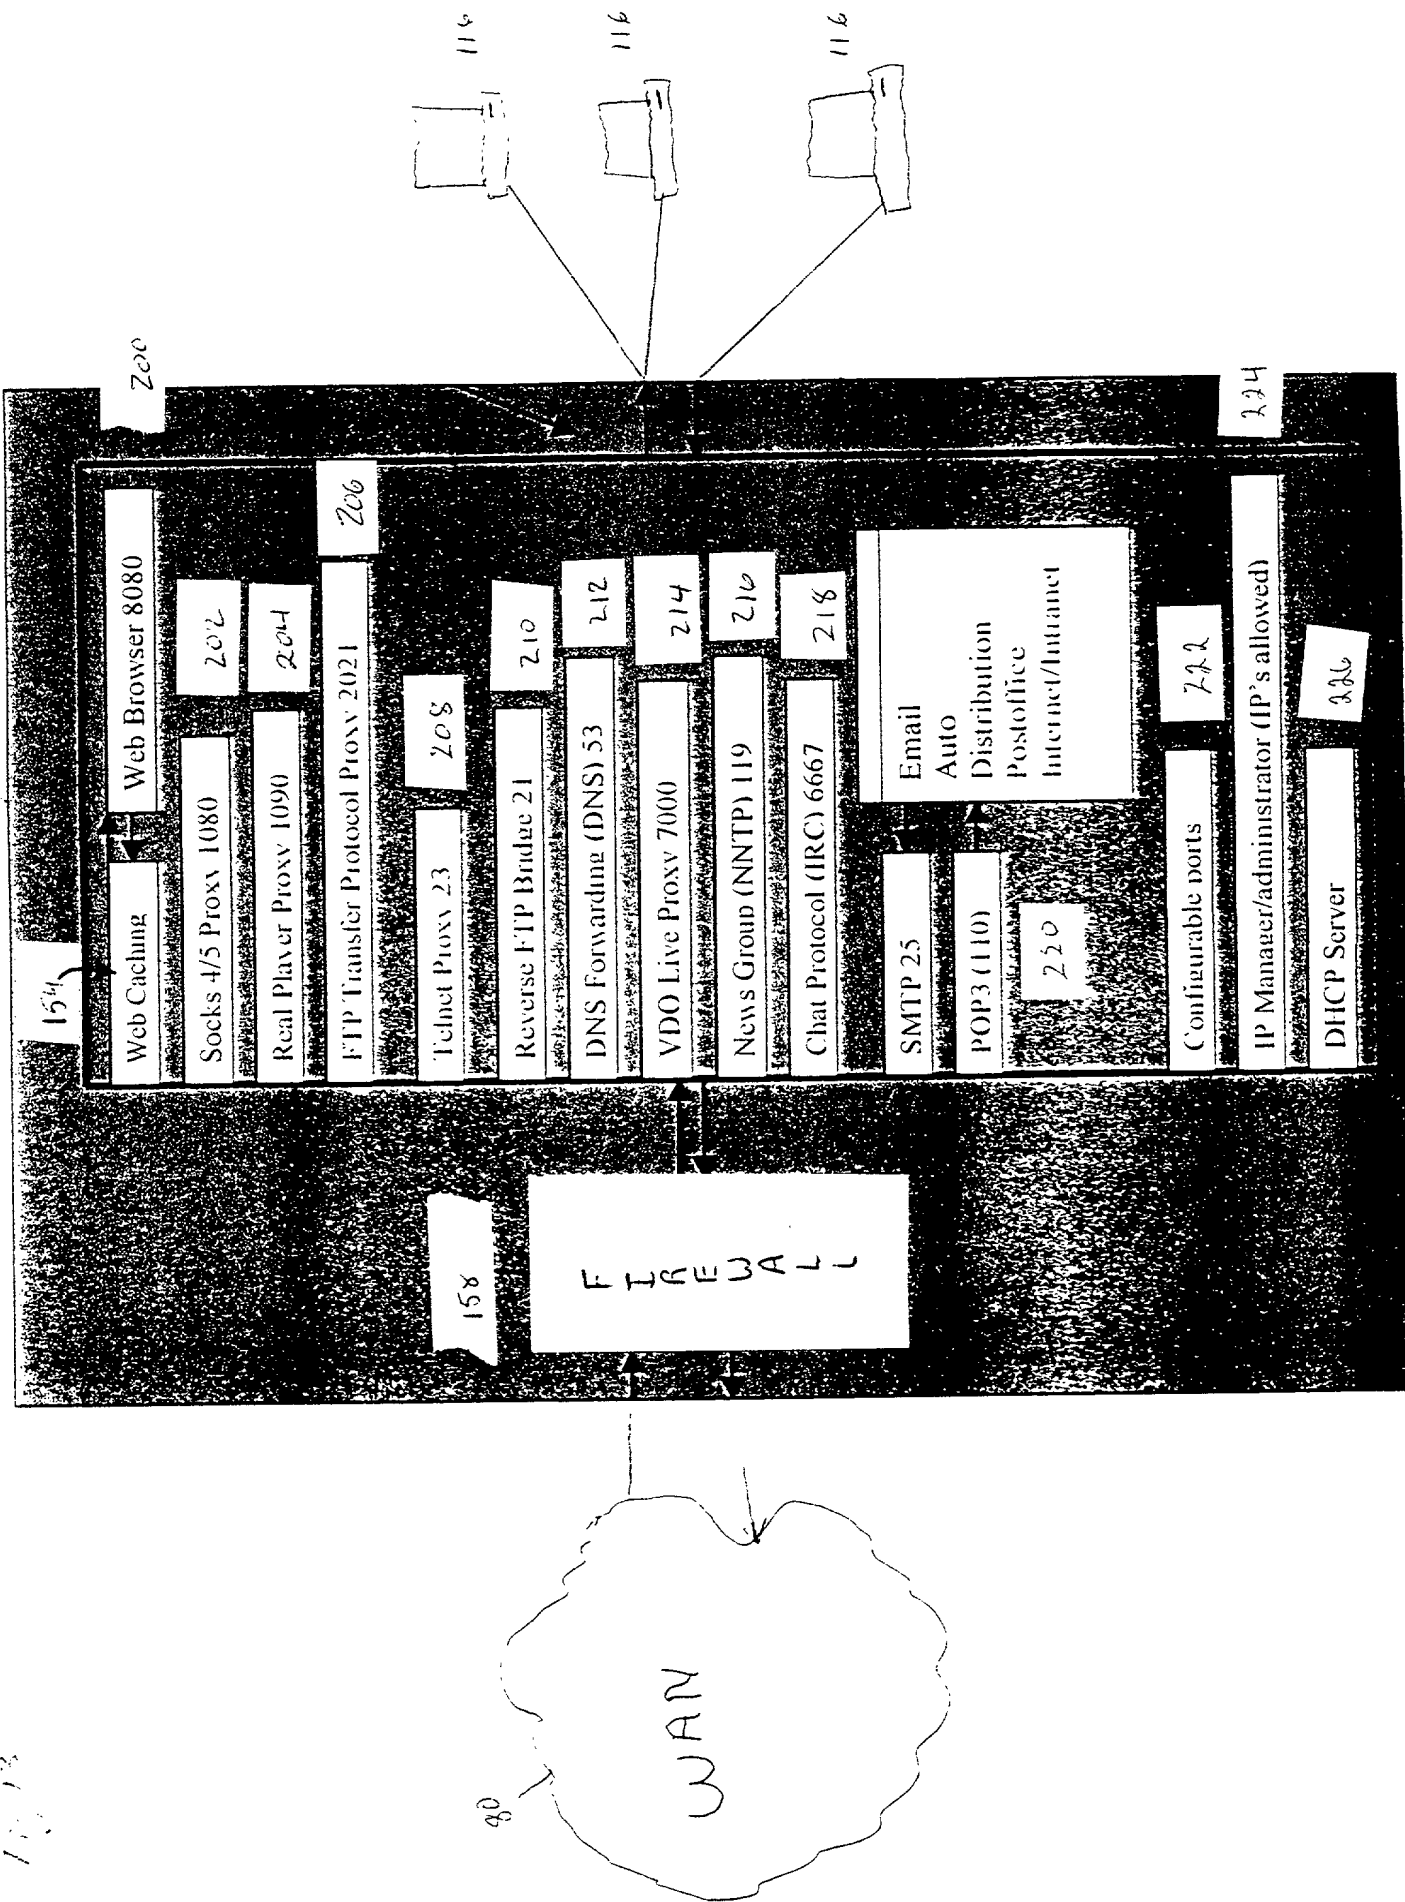 116
116
116
200
154
Web Caching
Web Browser 8080
Socks 4/5 Proxy 1080
202
Real Player Proxy 1090
204
FTP Transfer Protocol Proxy 2021
206
Telnet Proxy 23
208
Reverse FTP Bridge 21
210
DNS Forwarding (DNS) 53
212
VDO Live Proxy 7000
214
News Group (NNTP) 119
216
Chat Protocol (IRC) 6667
218
SMTP 25
POP3 (110)
Email
Auto
Distribution
Postoffice
Internet/Intranet
220
Configurable ports
222
IP Manager/administrator (IP's allowed)
224
DHCP Server
226
158
FIREWALL
80
WAN